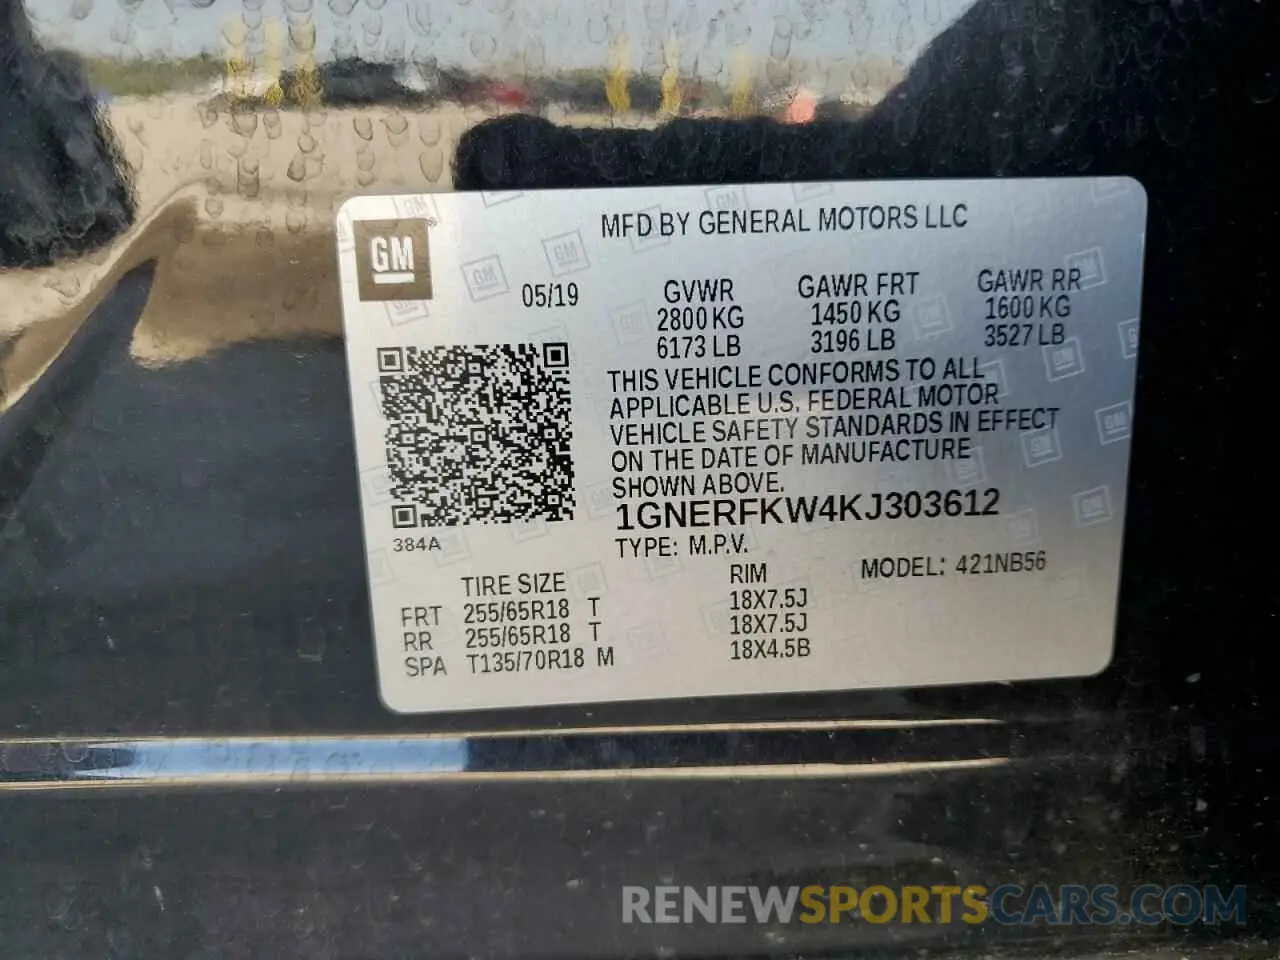 GM
MFD BY GENERAL MOTORS LLC
05/19
GVWR GAWR FRT GAWR RR
2800 KG 1450 KG 1600 KG
6173 LB 3196 LB 3527 LB
THIS VEHICLE CONFORMS TO ALL
APPLICABLE U.S. FEDERAL MOTOR
VEHICLE SAFETY STANDARDS IN EFFECT
ON THE DATE OF MANUFACTURE
SHOWN ABOVE.
1GNERFKW4KJ303612
384A
TYPE: M.P.V. MODEL: 421NB56
TIRE SIZE RIM
FRT 255/65R18 T 18X7.5J
RR 255/65R18 T 18X7.5J
SPA T135/70R18 M 18X4.5B
RENEWSPORTSCARS.COM